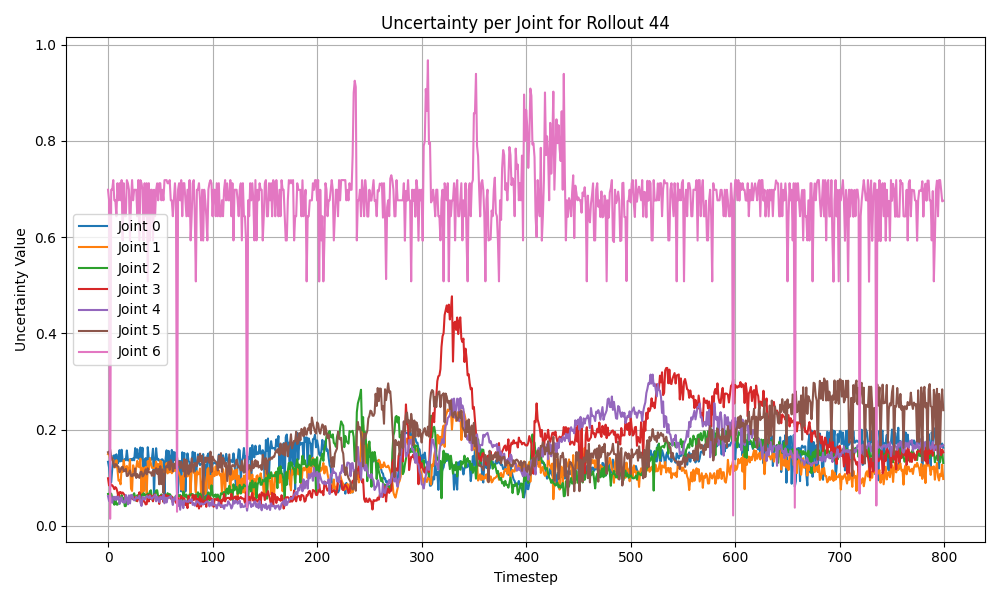 Uncertainty per Joint for Rollout 44
1.0
0.8
0.6
0.4
0.2
0.0
Uncertainty Value
Joint 0
Joint 1
Joint 2
Joint 3
Joint 4
Joint 5
Joint 6
0 100 200 300 400 500 600 700 800
Timestep